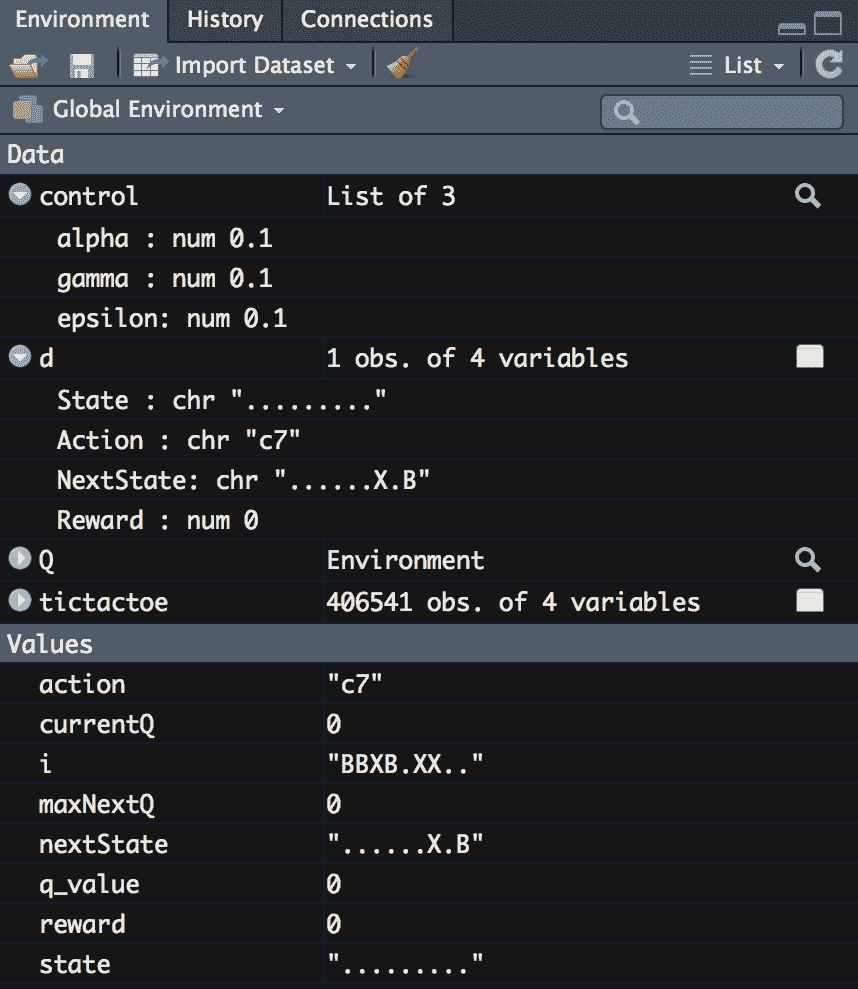 Environment History Connections
Import Dataset List
Global Environment
Data
control List of 3
alpha : num 0.1
gamma : num 0.1
epsilon: num 0.1
d 1 obs. of 4 variables
State : chr "........."
Action : chr "c7"
NextState: chr "......X.B"
Reward : num 0
Q Environment
tictactoe 406541 obs. of 4 variables
Values
action "c7"
currentQ 0
i "BBXB.XX.."
maxNextQ 0
nextState "......X.B"
q_value 0
reward 0
state "........."